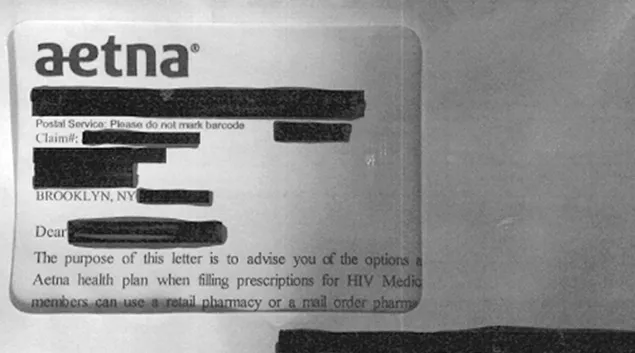 aetna®
Postal Service: Please do not mark barcode
Claim#:
BROOKLYN, NY
Dear
The purpose of this letter is to advise you of the options a
Aetna health plan when filling prescriptions for HIV Medic
members can use a retail pharmacy or a mail order pharma